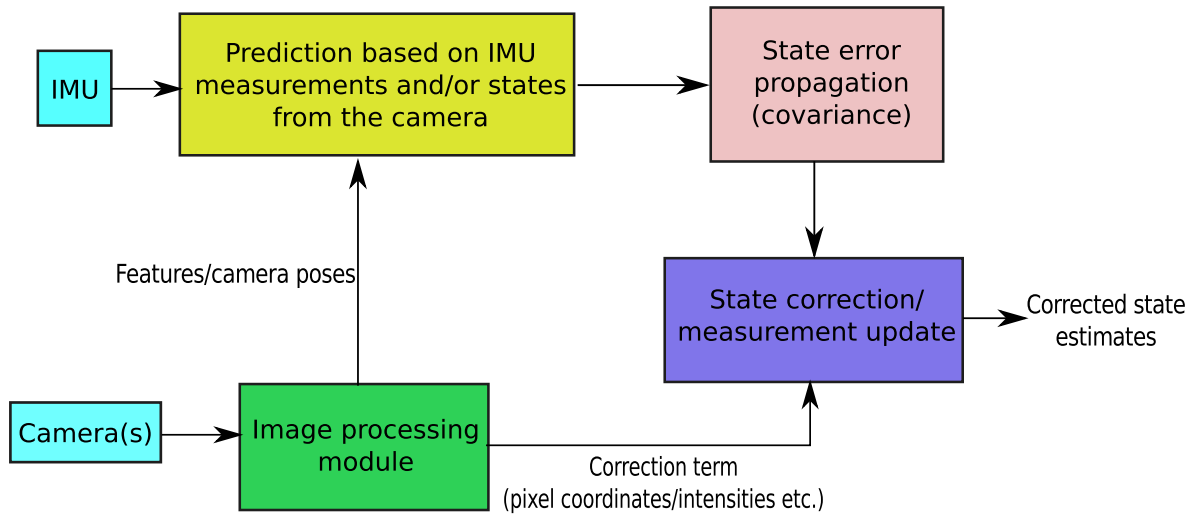 IMU
Prediction based on IMU
measurements and/or states
from the camera
State error
propagation
(covariance)
Features/camera poses
State correction/
measurement update
Corrected state
estimates
Camera(s)
Image processing
module
Correction term
(pixel coordinates/intensities etc.)